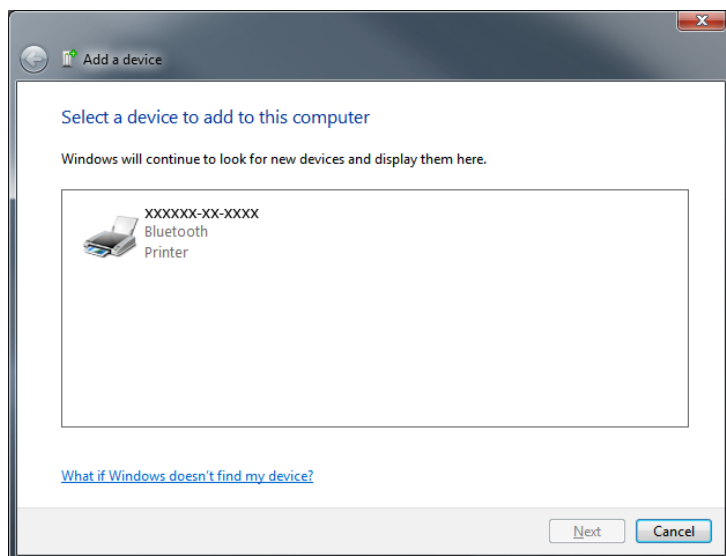 Add a device
Select a device to add to this computer
Windows will continue to look for new devices and display them here.
XXXXXX-XX-XXXX
Bluetooth
Printer
What if Windows doesn't find my device?
Next
Cancel